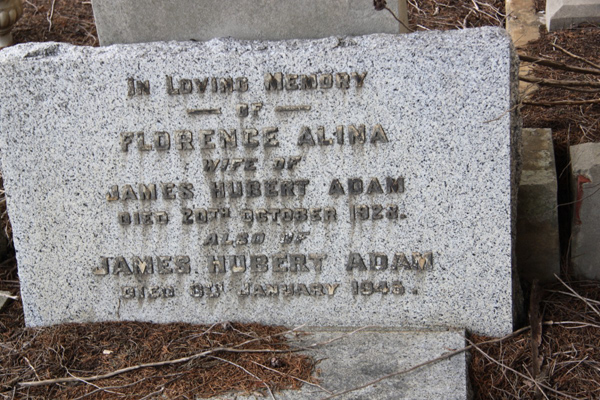 IN LOVING MEMORY
OF
FLORENCE ALINA
WIFE OF
JAMES HUBERT ADAM
DIED 20TH OCTOBER 1928.
ALSO OF
JAMES HUBERT ADAM
DIED JANUARY 1945.